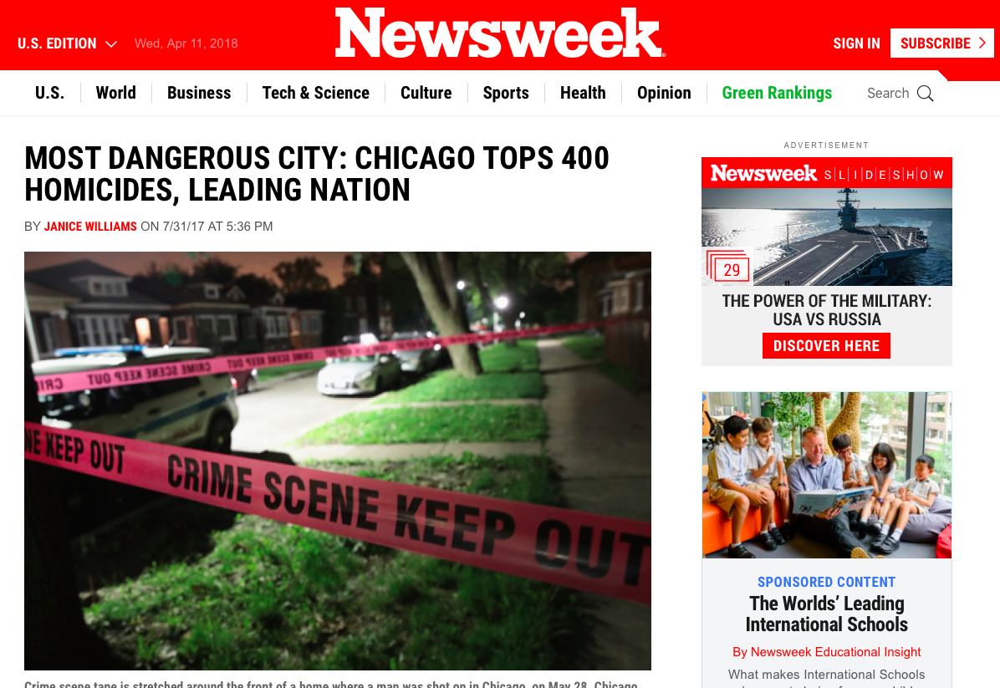 U.S. EDITION
Wed, Apr 11, 2018
Newsweek
SIGN IN
SUBSCRIBE
U.S.
World
Business
Tech & Science
Culture
Sports
Health
Opinion
Green Rankings
Search
MOST DANGEROUS CITY: CHICAGO TOPS 400
HOMICIDES, LEADING NATION
BY JANICE WILLIAMS ON 7/31/17 AT 5:36 PM
CRIME SCENE KEEP OUT
NE KEEP OUT CRIME SCENE KEEP OUT
Crime scene tape is stretched around the front of a home where a man was shot on in Chicago, on May 28. Chicago
ADVERTISEMENT
Newsweek SLIDESHOW
29
THE POWER OF THE MILITARY:
USA VS RUSSIA
DISCOVER HERE
SPONSORED CONTENT
The Worlds' Leading
International Schools
By Newsweek Educational Insight
What makes International Schools